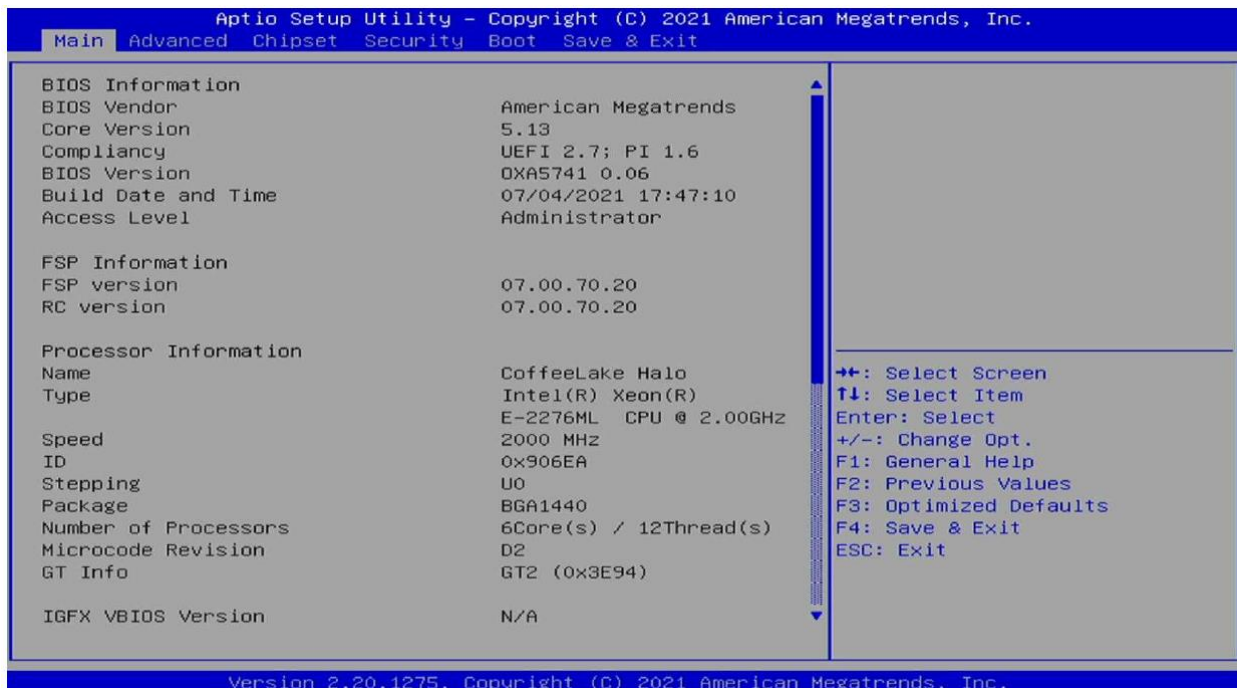 Aptio Setup Utility – Copyright (C) 2021 American Megatrends, Inc.
Main Advanced Chipset Security Boot Save & Exit
BIOS Information
BIOS Vendor American Megatrends
Core Version 5.13
Compliancy UEFI 2.7; PI 1.6
BIOS Version 0XA5741 0.06
Build Date and Time 07/04/2021 17:47:10
Access Level Administrator
FSP Information
FSP version 07.00.70.20
RC version 07.00.70.20
Processor Information
Name CoffeeLake Halo
Type Intel(R) Xeon(R)
E-2276ML CPU @ 2.00GHz
Speed 2000 MHz
ID 0x906EA
Stepping U0
Package BGA1440
Number of Processors 6Core(s) / 12Thread(s)
Microcode Revision D2
GT Info GT2 (0x3E94)
IGFX VBIOS Version N/A
→←: Select Screen
↑↓: Select Item
Enter: Select
+/-: Change Opt.
F1: General Help
F2: Previous Values
F3: Optimized Defaults
F4: Save & Exit
ESC: Exit
Version 2.20.1275. Copyright (C) 2021 American Megatrends, Inc.